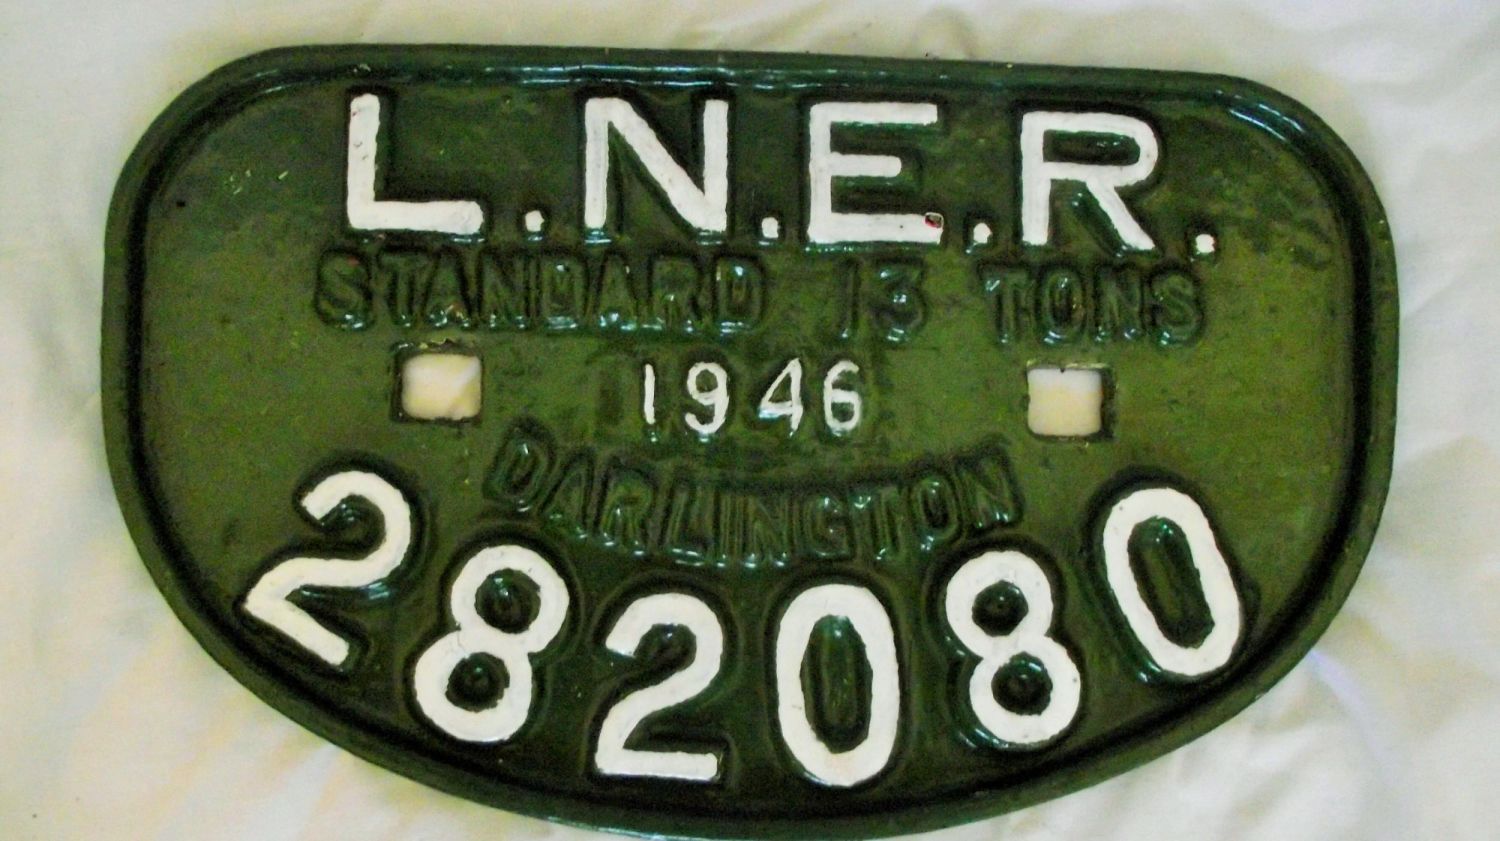 L.N.E.R.
STANDARD 13 TONS
1946
DARLINGTON
282080